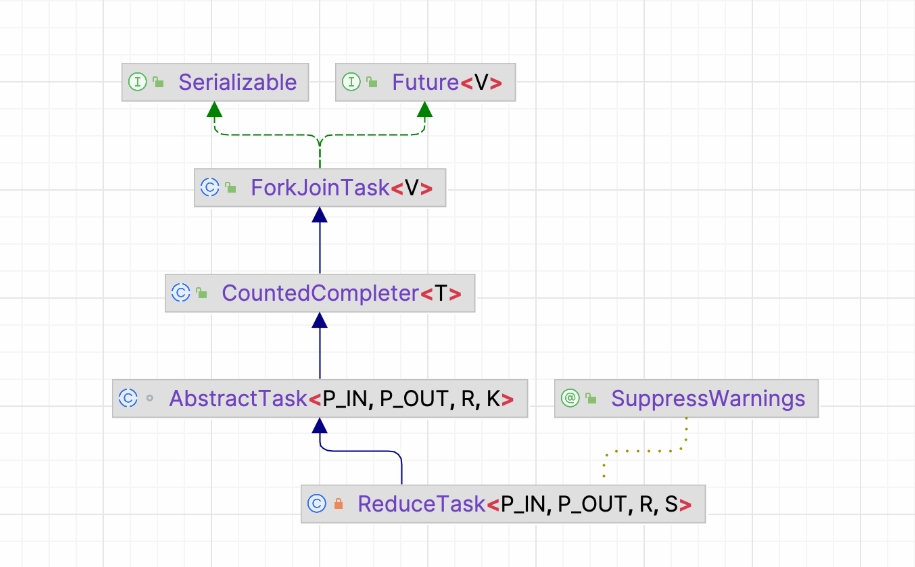 Serializable
Future<V>
ForkJoinTask<V>
CountedCompleter<T>
AbstractTask<P_IN, P_OUT, R, K>
SuppressWarnings
ReduceTask<P_IN, P_OUT, R, S>